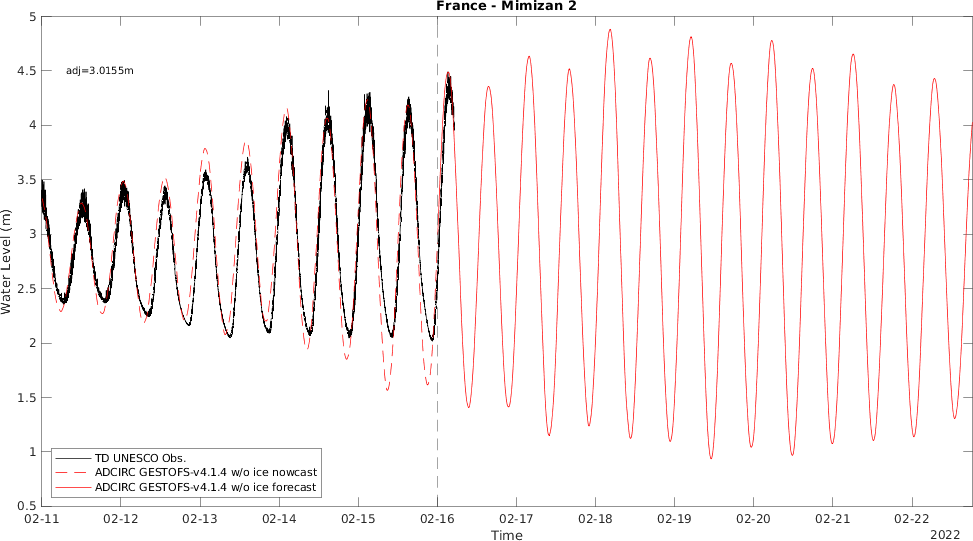 France - Mimizan 2
5
4.5
4
3.5
3
2.5
2
1.5
1
0.5
Water Level (m)
adj=3.0155m
TD UNESCO Obs.
ADCIRC GESTOFS-v4.1.4 w/o ice nowcast
ADCIRC GESTOFS-v4.1.4 w/o ice forecast
02-11 02-12 02-13 02-14 02-15 02-16 02-17 02-18 02-19 02-20 02-21 02-22
Time
2022